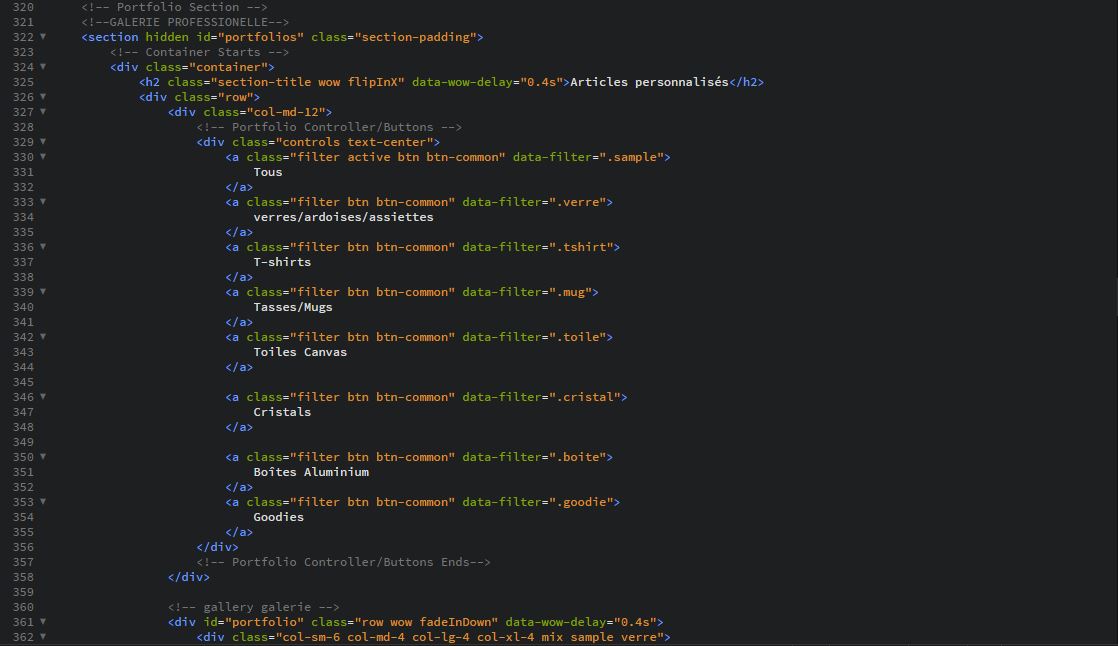 320 <!-- Portfolio Section -->
321 <!--GALERIE PROFESSIONELLE-->
322 ▼ <section hidden id="portfolios" class="section-padding">
323 <!-- Container Starts -->
324 ▼ <div class="container">
325 <h2 class="section-title wow flipInX" data-wow-delay="0.4s">Articles personnalisés</h2>
326 ▼ <div class="row">
327 ▼ <div class="col-md-12">
328 <!-- Portfolio Controller/Buttons -->
329 ▼ <div class="controls text-center">
330 ▼ <a class="filter active btn btn-common" data-filter=".sample">
331 Tous
332 </a>
333 ▼ <a class="filter btn btn-common" data-filter=".verre">
334 verres/ardoises/assiettes
335 </a>
336 ▼ <a class="filter btn btn-common" data-filter=".tshirt">
337 T-shirts
338 </a>
339 ▼ <a class="filter btn btn-common" data-filter=".mug">
340 Tasses/Mugs
341 </a>
342 ▼ <a class="filter btn btn-common" data-filter=".toile">
343 Toiles Canvas
344 </a>
345
346 ▼ <a class="filter btn btn-common" data-filter=".cristal">
347 Cristals
348 </a>
349
350 ▼ <a class="filter btn btn-common" data-filter=".boite">
351 Boîtes Aluminium
352 </a>
353 ▼ <a class="filter btn btn-common" data-filter=".goodie">
354 Goodies
355 </a>
356 </div>
357 <!-- Portfolio Controller/Buttons Ends-->
358 </div>
359
360 <!-- gallery galerie -->
361 ▼ <div id="portfolio" class="row wow fadeInDown" data-wow-delay="0.4s">
362 ▼ <div class="col-sm-6 col-md-4 col-lg-4 col-xl-4 mix sample verre">